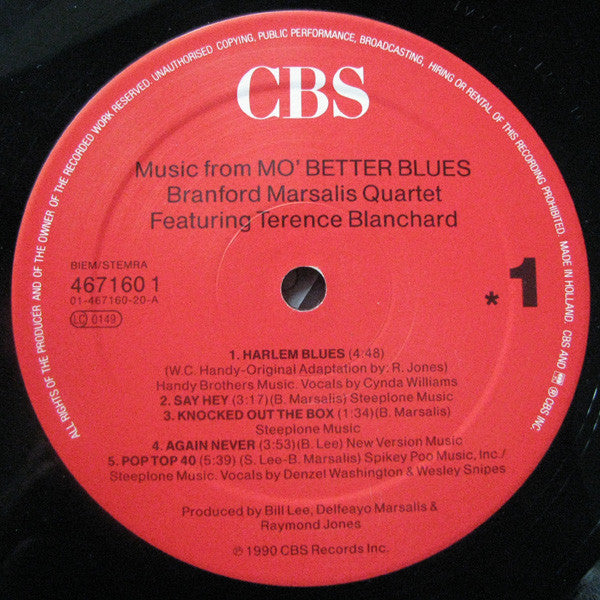 ALL RIGHTS OF THE PRODUCER AND OF THE OWNER OF THE RECORDED WORK RESERVED. UNAUTHORISED COPYING, PUBLIC PERFORMANCE, BROADCASTING, HIRING OR RENTAL OF THIS RECORDING PROHIBITED. MADE IN HOLLAND. CBS AND ® CBS INC.
CBS
Music from MO' BETTER BLUES
Branford Marsalis Quartet
Featuring Terence Blanchard
BIEM/STEMRA
467160 1
01-467160-20-A
LC 0149
*1
1. HARLEM BLUES (4:48)
(W.C. Handy-Original Adaptation by: R. Jones)
Handy Brothers Music. Vocals by Cynda Williams
2. SAY HEY (3:17)(B. Marsalis) Steeplone Music
3. KNOCKED OUT THE BOX (1:34)(B. Marsalis)
Steeplone Music
4. AGAIN NEVER (3:53)(B. Lee) New Version Music
5. POP TOP 40 (5:39) (S. Lee-B. Marsalis) Spikey Poo Music, Inc./
Steeplone Music. Vocals by Denzel Washington & Wesley Snipes
Produced by Bill Lee, Delfeayo Marsalis &
Raymond Jones
℗ 1990 CBS Records Inc.